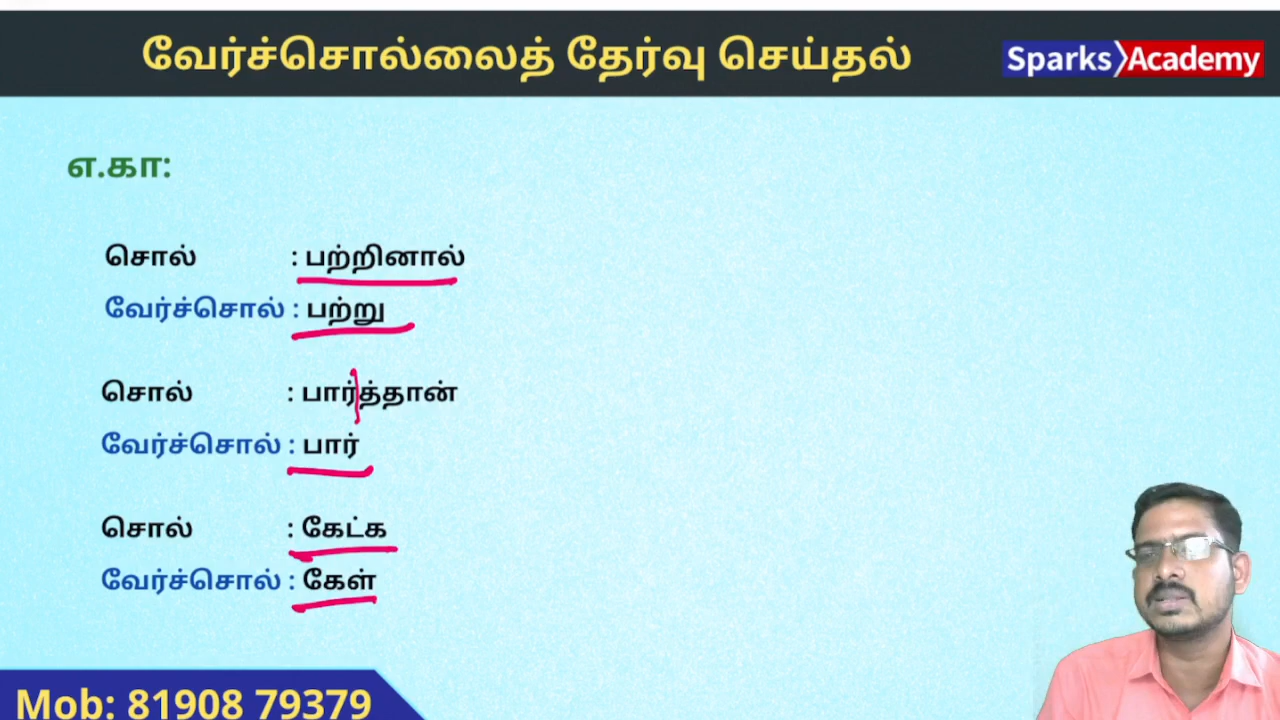 வேர்ச்சொல்லைத் தேர்வு செய்தல்
Sparks Academy
எ.கா:
சொல் : பற்றினால்
வேர்ச்சொல் : பற்று
சொல் : பார்த்தான்
வேர்ச்சொல் : பார்
சொல் : கேட்க
வேர்ச்சொல் : கேள்
Mob: 81908 79379